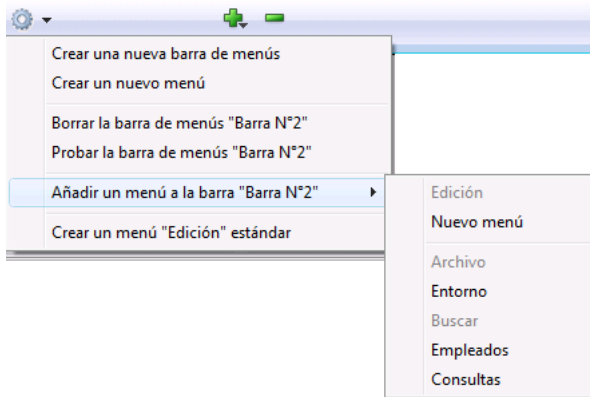 Crear una nueva barra de menús
Crear un nuevo menú
Borrar la barra de menús "Barra N°2"
Probar la barra de menús "Barra N°2"
Añadir un menú a la barra "Barra N°2"
Crear un menú "Edición" estándar
Edición
Nuevo menú
Archivo
Entorno
Buscar
Empleados
Consultas